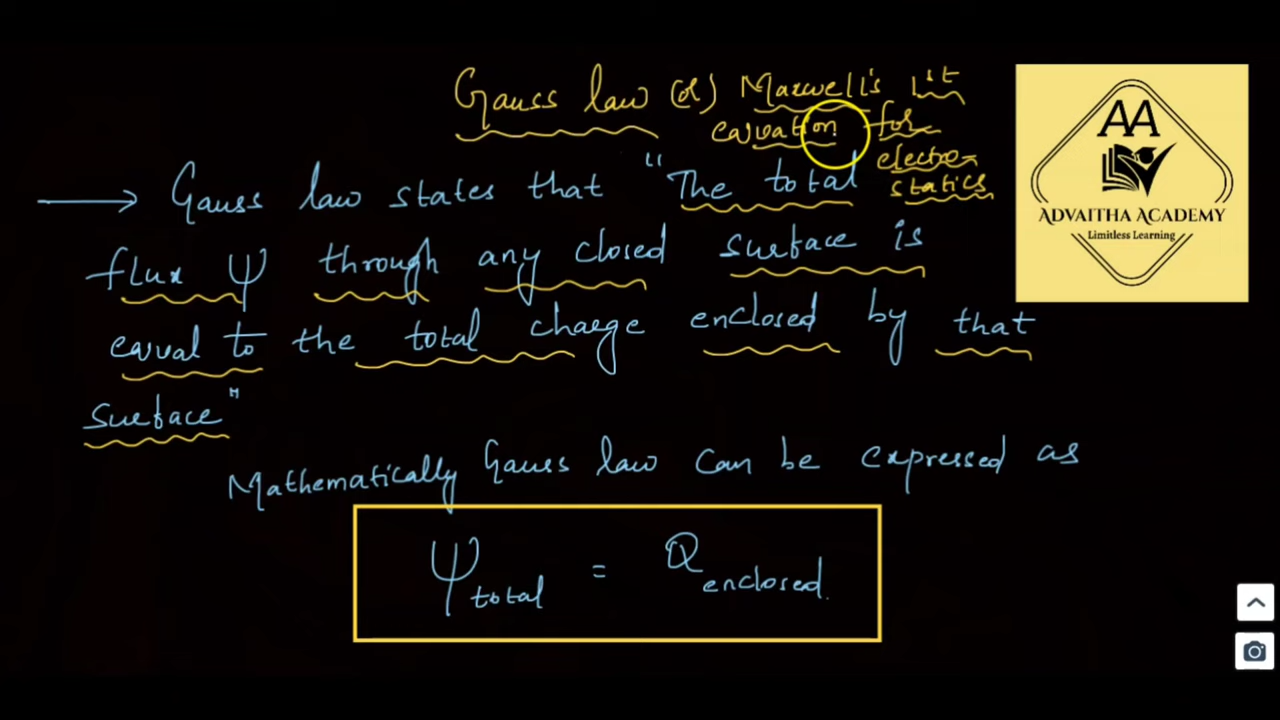 Gauss law (or) Maxwell's 1st
equation for
electro-
statics
Gauss law states that "The total
flux ψ through any closed surface is
equal to the total charge enclosed by that
surface"
Mathematically Gauss law can be expressed as
ψtotal = Qenclosed.
AA
ADVAITHA ACADEMY
Limitless Learning